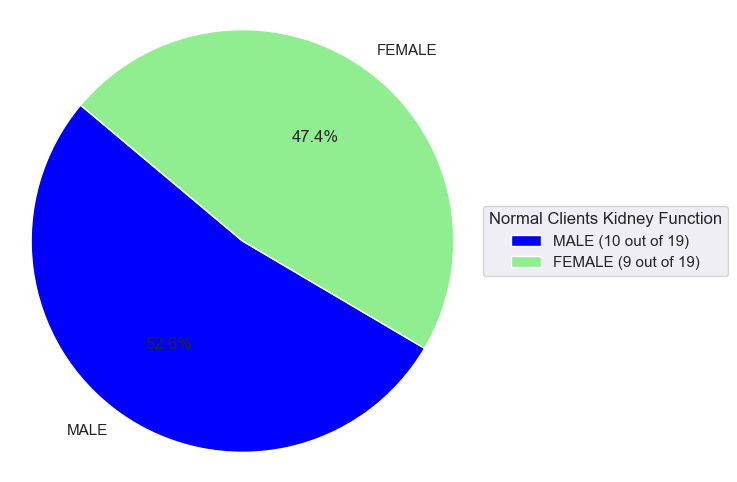 FEMALE
47.4%
Normal Clients Kidney Function
MALE (10 out of 19)
FEMALE (9 out of 19)
52.6%
MALE